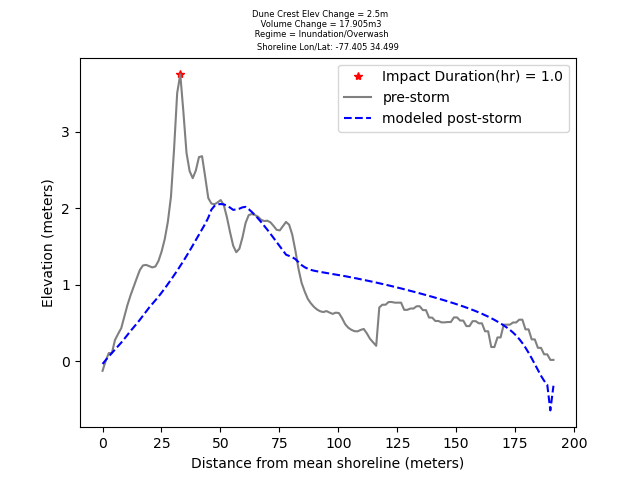 Dune Crest Elev Change = 2.5m
Volume Change = 17.905m3
Regime = Inundation/Overwash
Shoreline Lon/Lat: -77.405 34.499
Impact Duration(hr) = 1.0
pre-storm
modeled post-storm
Elevation (meters)
3
2
1
0
0 25 50 75 100 125 150 175 200
Distance from mean shoreline (meters)